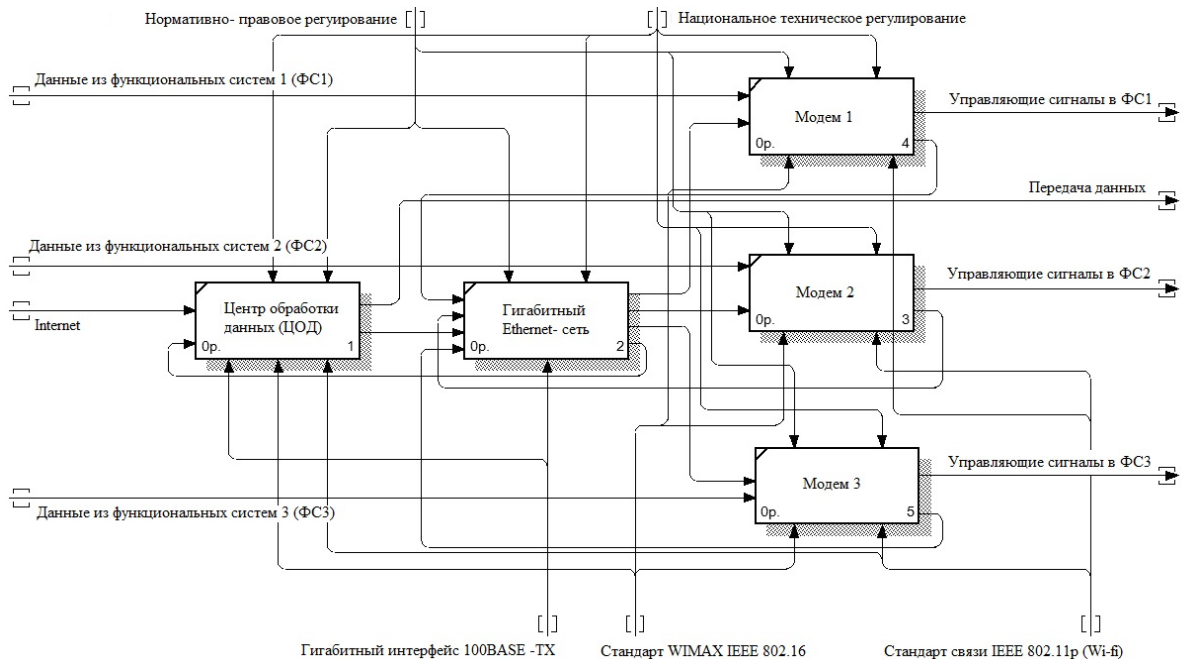 Нормативно- правовое регуирование
Национальное техническое регулирование
Данные из функциональных систем 1 (ФС1)
Модем 1
0р.
4
Управляющие сигналы в ФС1
Передача данных
Данные из функциональных систем 2 (ФС2)
Internet
Центр обработки
данных (ЦОД)
0р.
1
Гигабитный
Ethernet- сеть
0р.
2
Модем 2
0р.
3
Управляющие сигналы в ФС2
Модем 3
0р.
5
Управляющие сигналы в ФС3
Данные из функциональных систем 3 (ФС3)
Гигабитный интерфейс 100BASE -TX
Стандарт WIMAX IEEE 802.16
Стандарт связи IEEE 802.11p (Wi-fi)